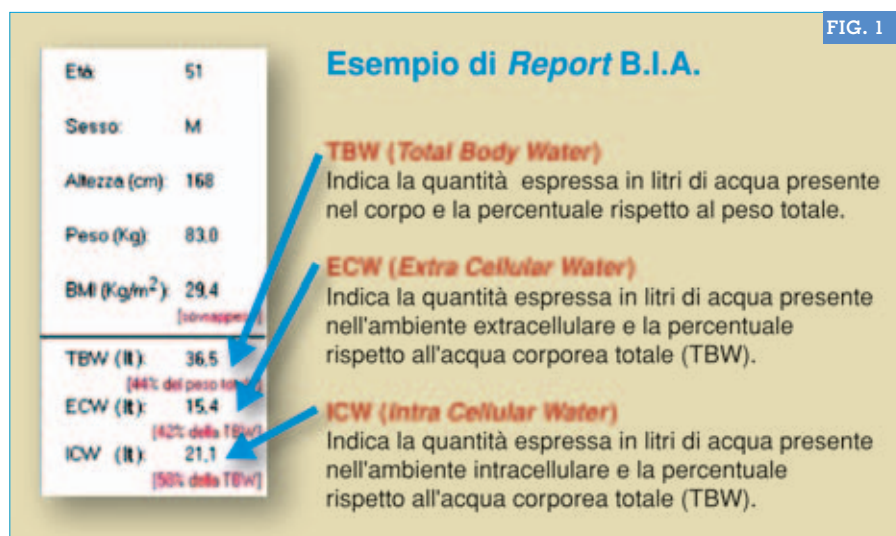 FIG. 1
Esempio di Report B.I.A.
Età: 51
Sesso: M
Altezza (cm): 168
Peso (Kg): 83,0
BMI (Kg/m²): 29,4
[sovrappeso]
TBW (lt): 36,5
[44% del peso totale]
ECW (lt): 15,4
[42% della TBW]
ICW (lt): 21,1
[58% della TBW]
TBW (Total Body Water)
Indica la quantità espressa in litri di acqua presente
nel corpo e la percentuale rispetto al peso totale.
ECW (Extra Cellular Water)
Indica la quantità espressa in litri di acqua presente
nell'ambiente extracellulare e la percentuale
rispetto all'acqua corporea totale (TBW).
ICW (Intra Cellular Water)
Indica la quantità espressa in litri di acqua presente
nell'ambiente intracellulare e la percentuale
rispetto all'acqua corporea totale (TBW).